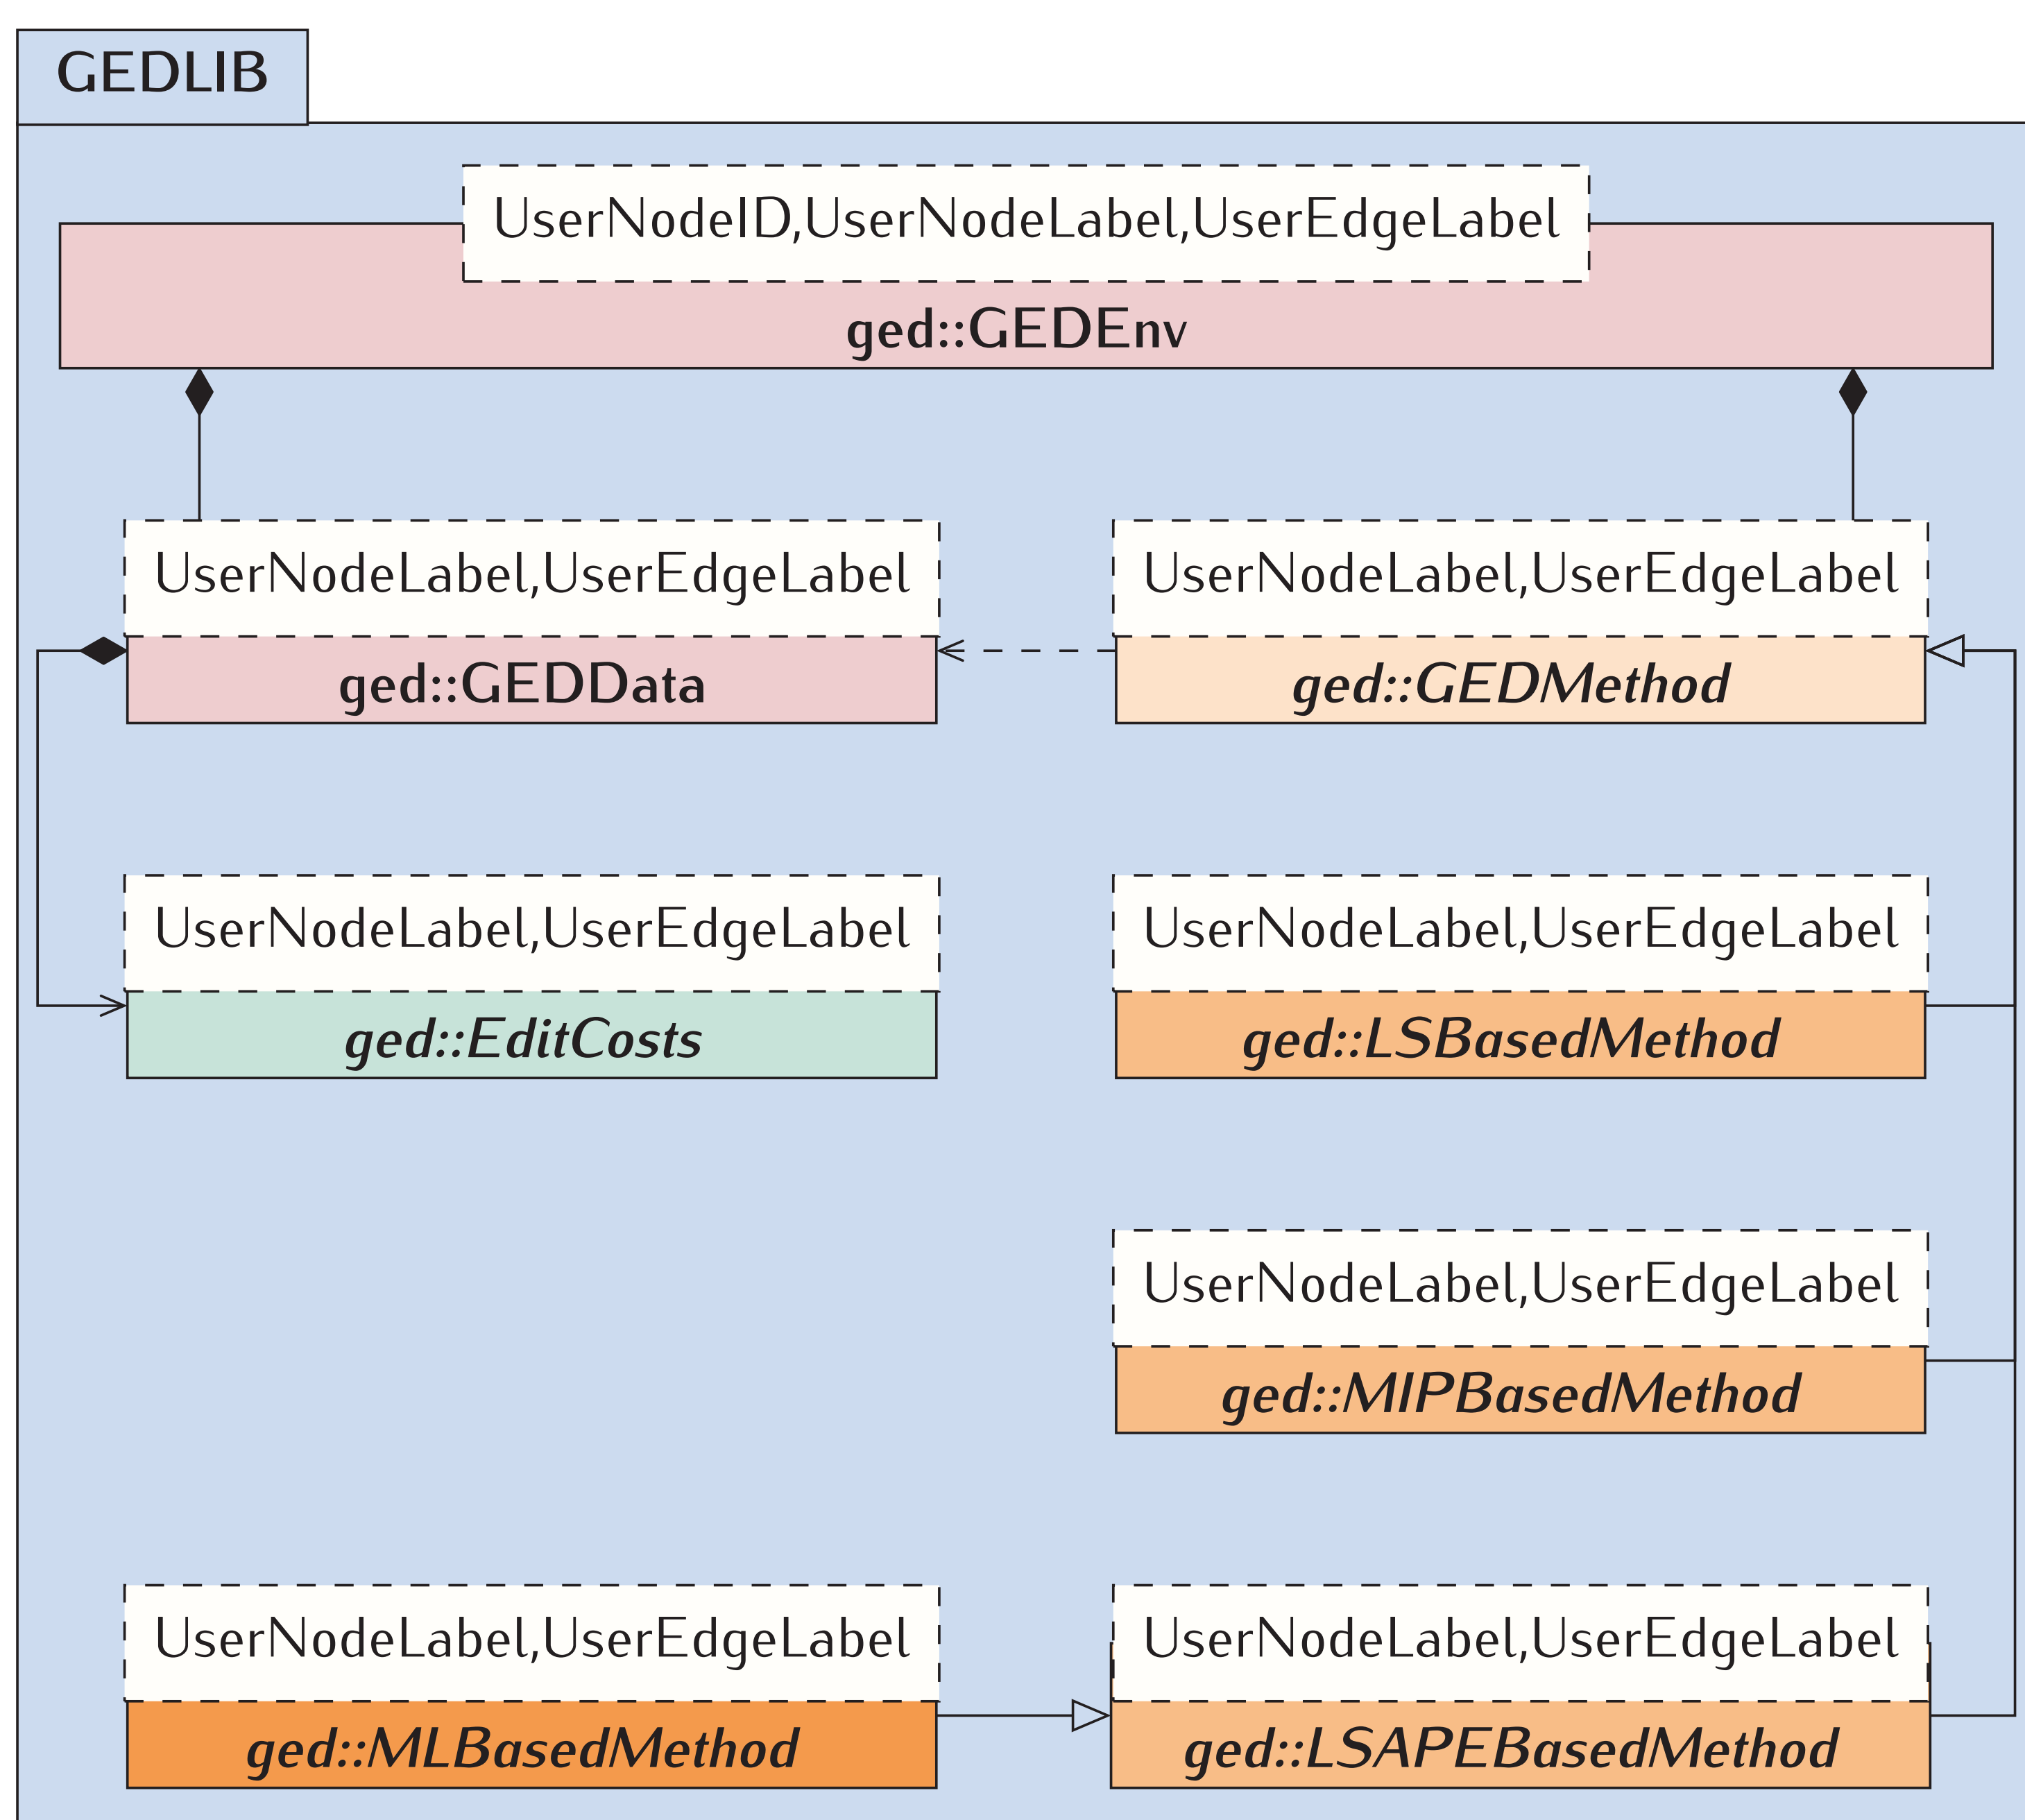 GEDLIB
UserNodeID,UserNodeLabel,UserEdgeLabel
ged::GEDEnv
UserNodeLabel,UserEdgeLabel
ged::GEDData
UserNodeLabel,UserEdgeLabel
ged::GEDMethod
UserNodeLabel,UserEdgeLabel
ged::EditCosts
UserNodeLabel,UserEdgeLabel
ged::LSBasedMethod
UserNodeLabel,UserEdgeLabel
ged::MIPBasedMethod
UserNodeLabel,UserEdgeLabel
ged::MLBasedMethod
UserNodeLabel,UserEdgeLabel
ged::LSAPEBasedMethod